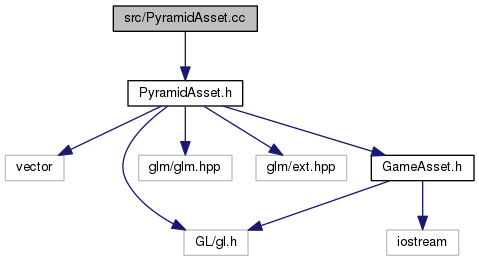 src/PyramidAsset.cc
PyramidAsset.h
vector
glm/glm.hpp
glm/ext.hpp
GameAsset.h
GL/gl.h
iostream